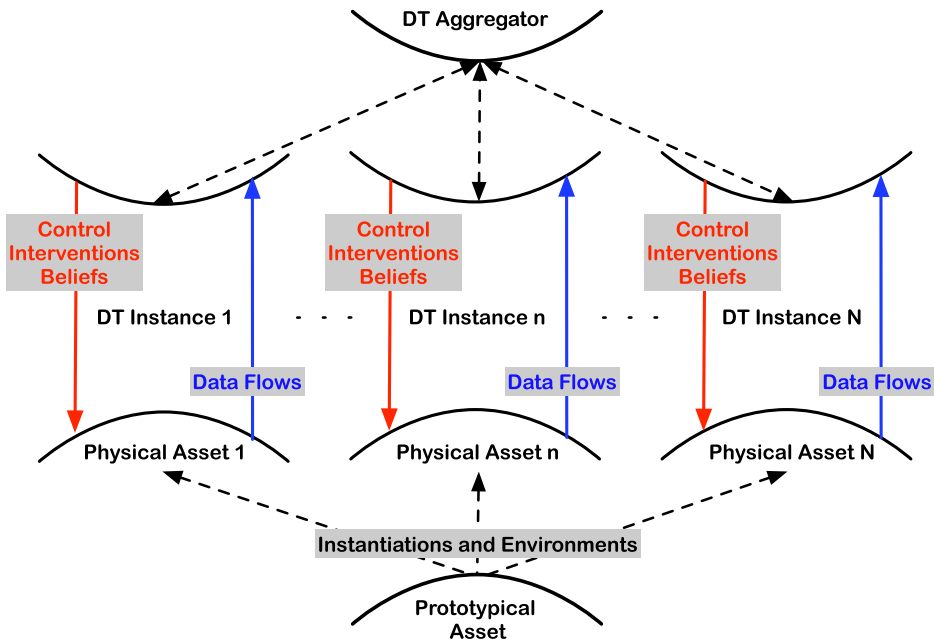 DT Aggregator
Control
Interventions
Beliefs
Control
Interventions
Beliefs
Control
Interventions
Beliefs
DT Instance 1
. . . .
DT Instance n
. . . .
DT Instance N
Data Flows
Data Flows
Data Flows
Physical Asset 1
Physical Asset n
Physical Asset N
Instantiations and Environments
Prototypical
Asset